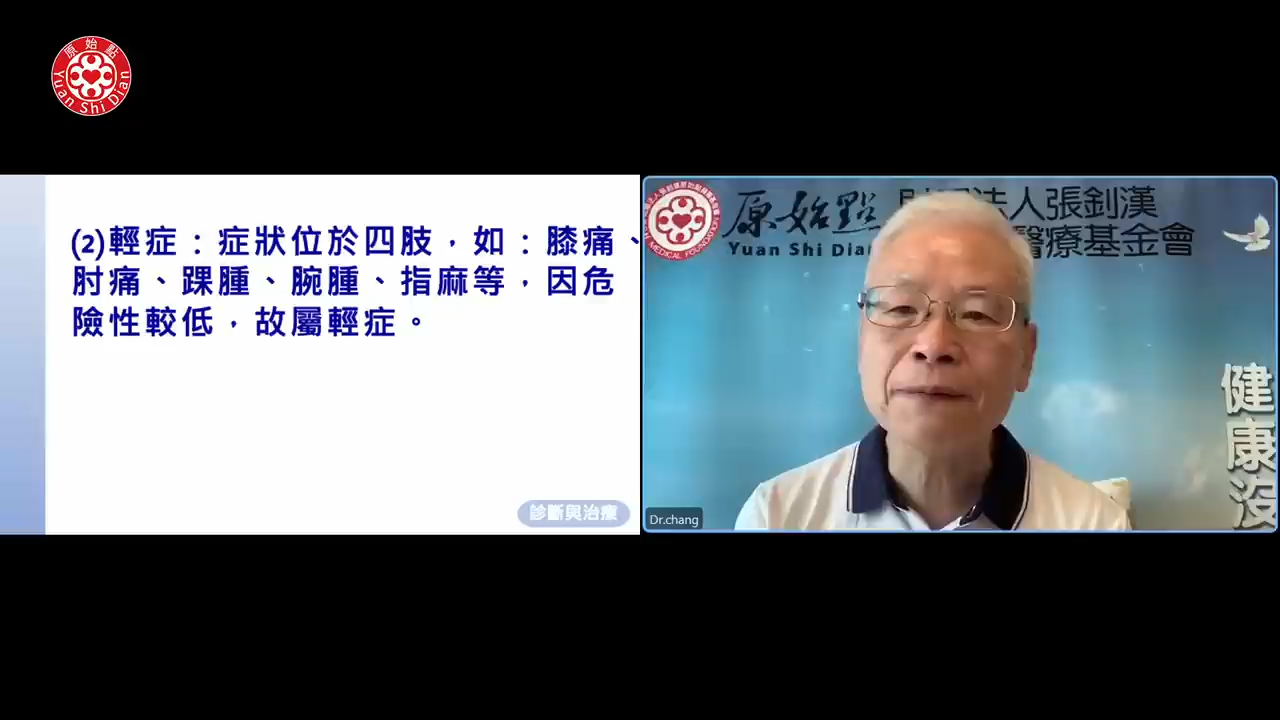 原始點
Yuan Shi Dian
(2)輕症：症狀位於四肢，如：膝痛、
肘痛、踝腫、腕腫、指麻等，因危
險性較低，故屬輕症。
診斷與治療
原始點
Yuan Shi Dian
法人張釗漢
醫療基金會
健康沒
Dr.chang